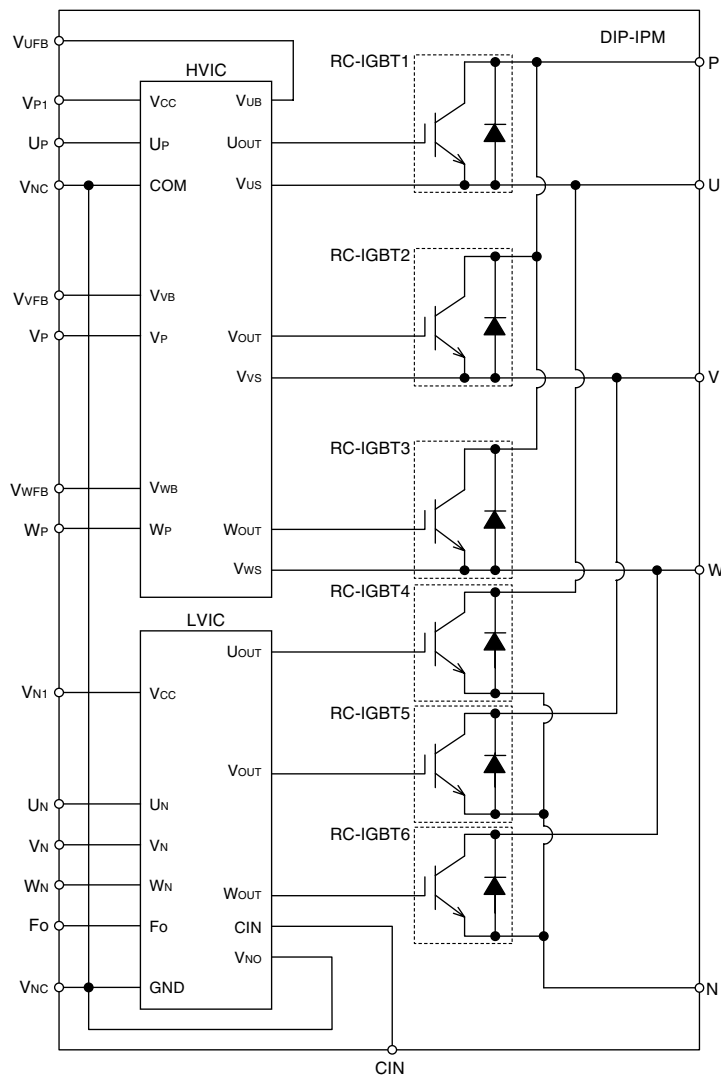 DIP-IPM
VUFB
RC-IGBT1
P
HVIC
VP1
VCC
VUB
UP
UP
UOUT
VNC
COM
VUS
U
RC-IGBT2
VVFB
VVB
VP
VP
VOUT
VVS
V
RC-IGBT3
VWFB
VWB
WP
WP
WOUT
VWS
W
RC-IGBT4
LVIC
UOUT
VN1
VCC
RC-IGBT5
VOUT
UN
UN
RC-IGBT6
VN
VN
WN
WN
WOUT
Fo
Fo
CIN
VNO
VNC
GND
N
CIN